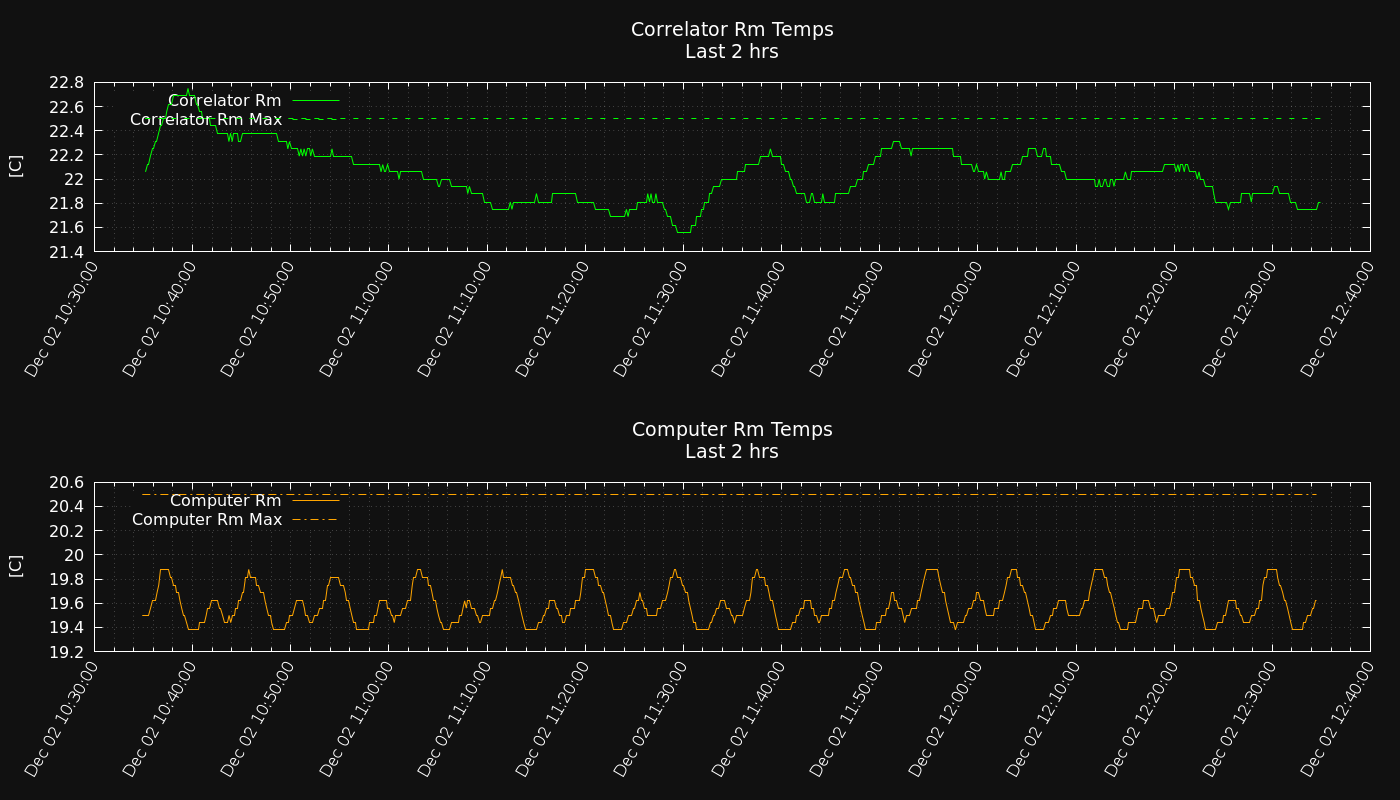 Correlator Rm Temps
Last 2 hrs
22.8
22.6
22.4
22.2
22
21.8
21.6
21.4
[C]
Correlator Rm
Correlator Rm Max
Dec 02 10:30:00
Dec 02 10:40:00
Dec 02 10:50:00
Dec 02 11:00:00
Dec 02 11:10:00
Dec 02 11:20:00
Dec 02 11:30:00
Dec 02 11:40:00
Dec 02 11:50:00
Dec 02 12:00:00
Dec 02 12:10:00
Dec 02 12:20:00
Dec 02 12:30:00
Dec 02 12:40:00
Computer Rm Temps
Last 2 hrs
20.6
20.4
20.2
20
19.8
19.6
19.4
19.2
[C]
Computer Rm
Computer Rm Max
Dec 02 10:30:00
Dec 02 10:40:00
Dec 02 10:50:00
Dec 02 11:00:00
Dec 02 11:10:00
Dec 02 11:20:00
Dec 02 11:30:00
Dec 02 11:40:00
Dec 02 11:50:00
Dec 02 12:00:00
Dec 02 12:10:00
Dec 02 12:20:00
Dec 02 12:30:00
Dec 02 12:40:00